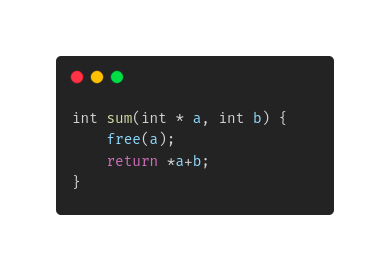 int sum(int * a, int b) {
    free(a);
    return *a+b;
}